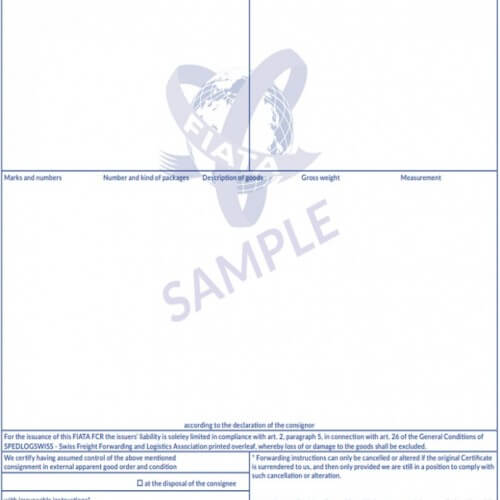 FIATA
Marks and numbers Number and kind of packages Description of goods Gross weight Measurement
SAMPLE
according to the declaration of the consignor
For the issuance of this FIATA FCR the issuers' liability is soleley limited in compliance with art. 2, paragraph 5, in connection with art. 26 of the General Conditions of
SPEDLOGSWISS - Swiss Freight Forwarding and Logistics Association printed overleaf, whereby loss of or damage to the goods shall be excluded.
We certify having assumed control of the above mentioned
consignment in external apparent good order and condition
at the disposal of the consignee
with irrevocable instructions*
* Forwarding instructions can only be cancelled or altered if the original Certificate
is surrendered to us, and then only provided we are still in a position to comply with
such cancellation or alteration.